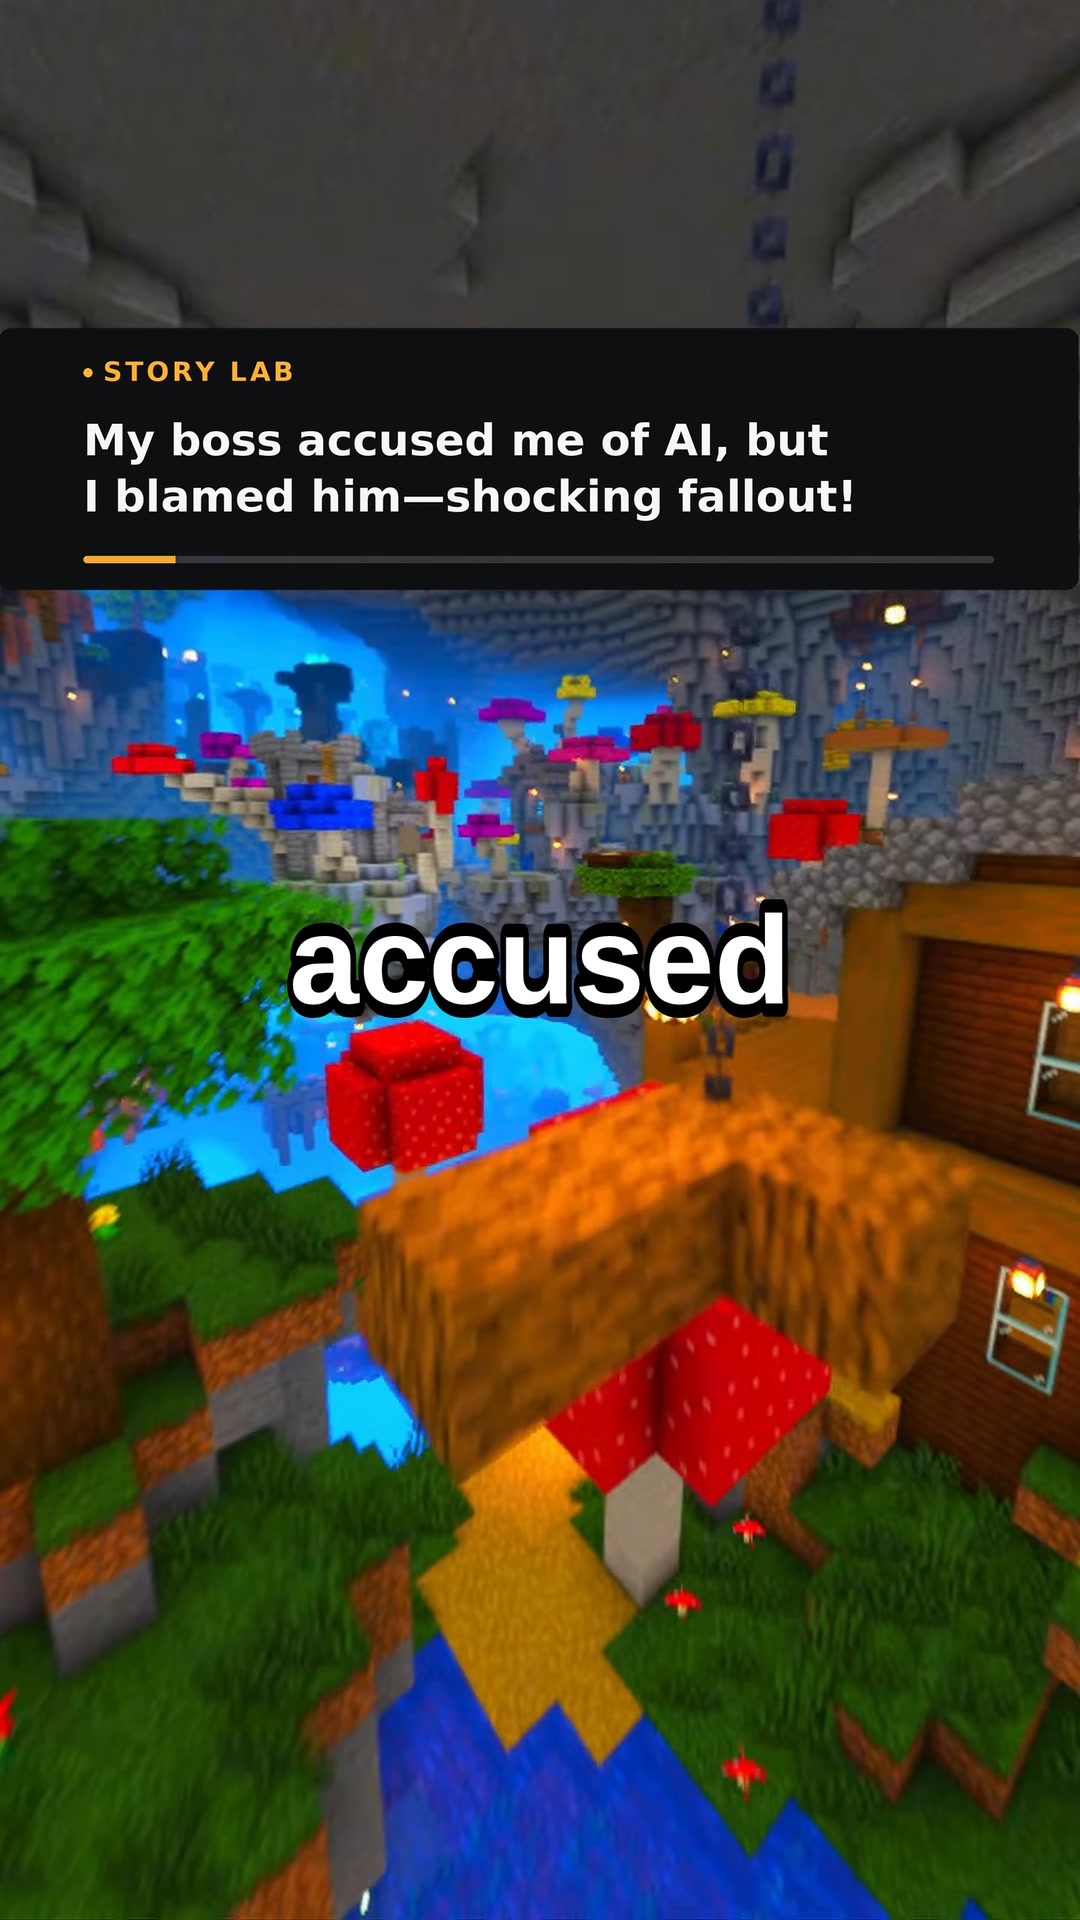 • STORY LAB
My boss accused me of AI, but
I blamed him—shocking fallout!
accused